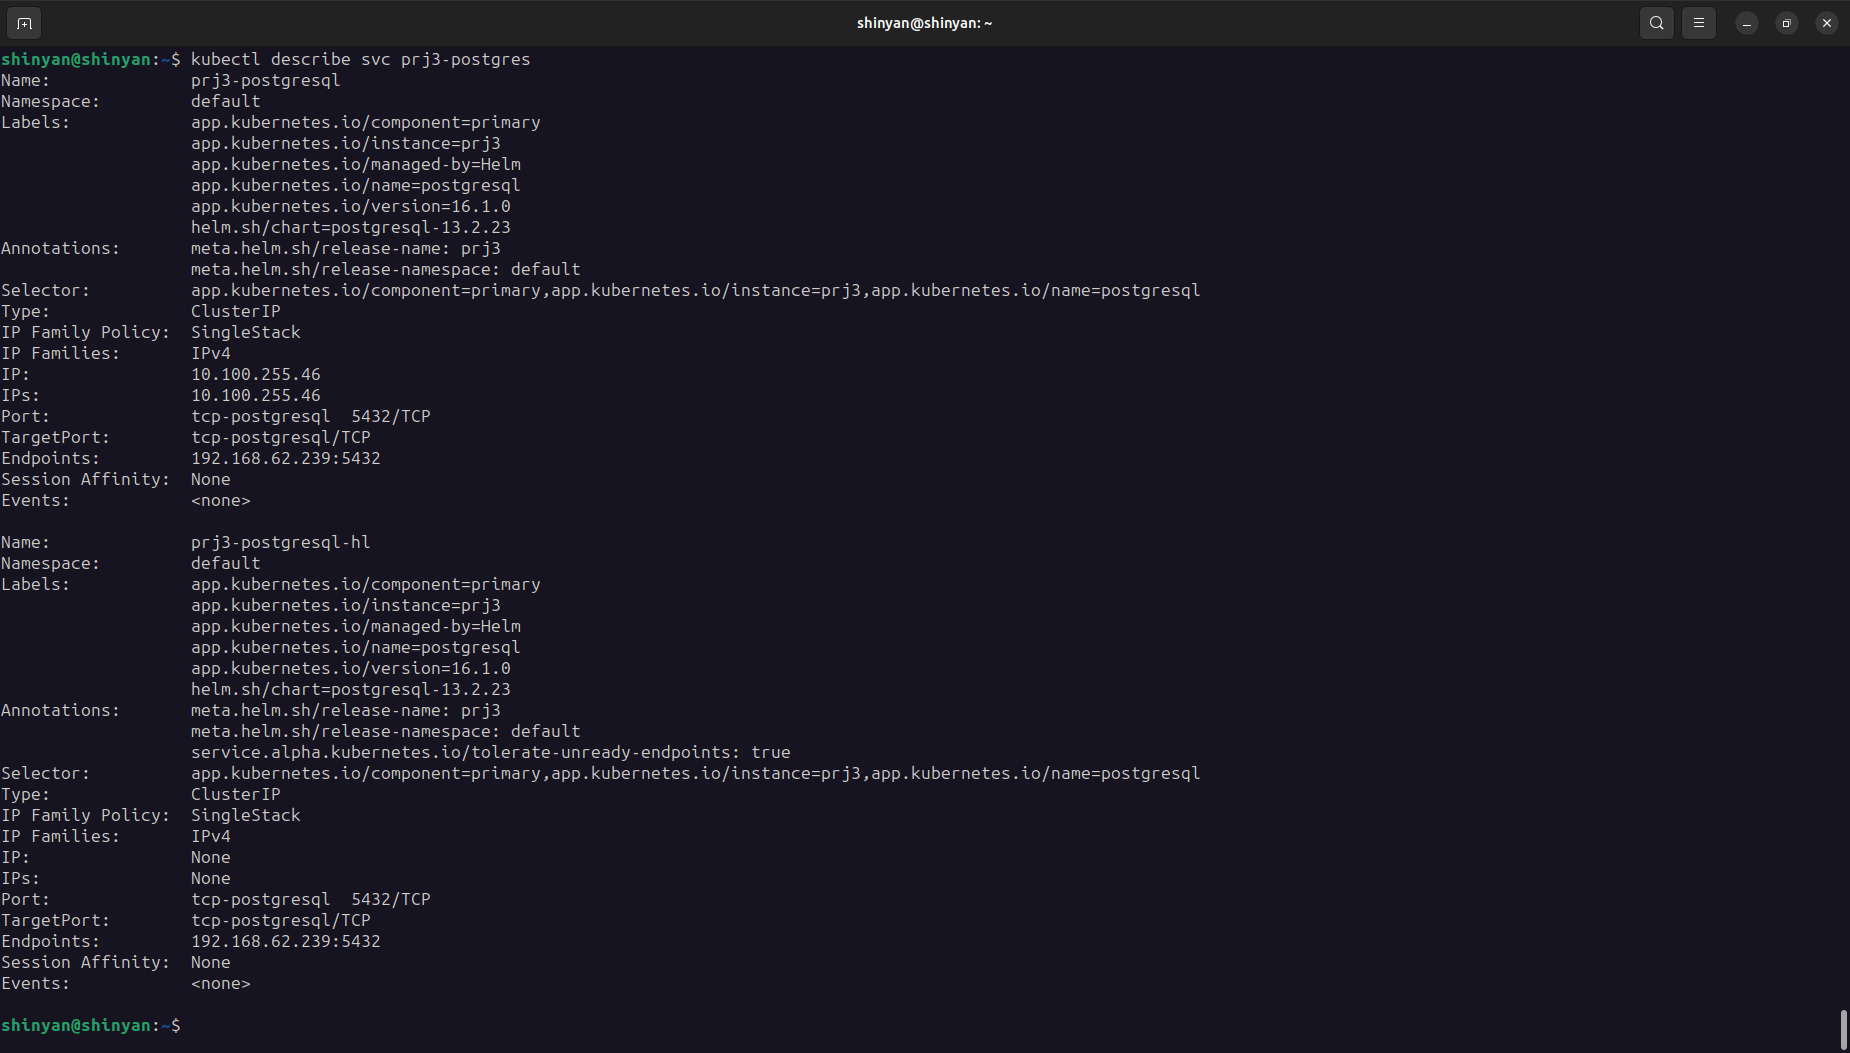 shinyan@shinyan: ~
shinyan@shinyan:~$ kubectl describe svc prj3-postgres
Name:              prj3-postgresql
Namespace:         default
Labels:            app.kubernetes.io/component=primary
                   app.kubernetes.io/instance=prj3
                   app.kubernetes.io/managed-by=Helm
                   app.kubernetes.io/name=postgresql
                   app.kubernetes.io/version=16.1.0
                   helm.sh/chart=postgresql-13.2.23
Annotations:       meta.helm.sh/release-name: prj3
                   meta.helm.sh/release-namespace: default
Selector:          app.kubernetes.io/component=primary,app.kubernetes.io/instance=prj3,app.kubernetes.io/name=postgresql
Type:              ClusterIP
IP Family Policy:  SingleStack
IP Families:       IPv4
IP:                10.100.255.46
IPs:               10.100.255.46
Port:              tcp-postgresql  5432/TCP
TargetPort:        tcp-postgresql/TCP
Endpoints:         192.168.62.239:5432
Session Affinity:  None
Events:            <none>

Name:              prj3-postgresql-hl
Namespace:         default
Labels:            app.kubernetes.io/component=primary
                   app.kubernetes.io/instance=prj3
                   app.kubernetes.io/managed-by=Helm
                   app.kubernetes.io/name=postgresql
                   app.kubernetes.io/version=16.1.0
                   helm.sh/chart=postgresql-13.2.23
Annotations:       meta.helm.sh/release-name: prj3
                   meta.helm.sh/release-namespace: default
                   service.alpha.kubernetes.io/tolerate-unready-endpoints: true
Selector:          app.kubernetes.io/component=primary,app.kubernetes.io/instance=prj3,app.kubernetes.io/name=postgresql
Type:              ClusterIP
IP Family Policy:  SingleStack
IP Families:       IPv4
IP:                None
IPs:               None
Port:              tcp-postgresql  5432/TCP
TargetPort:        tcp-postgresql/TCP
Endpoints:         192.168.62.239:5432
Session Affinity:  None
Events:            <none>

shinyan@shinyan:~$